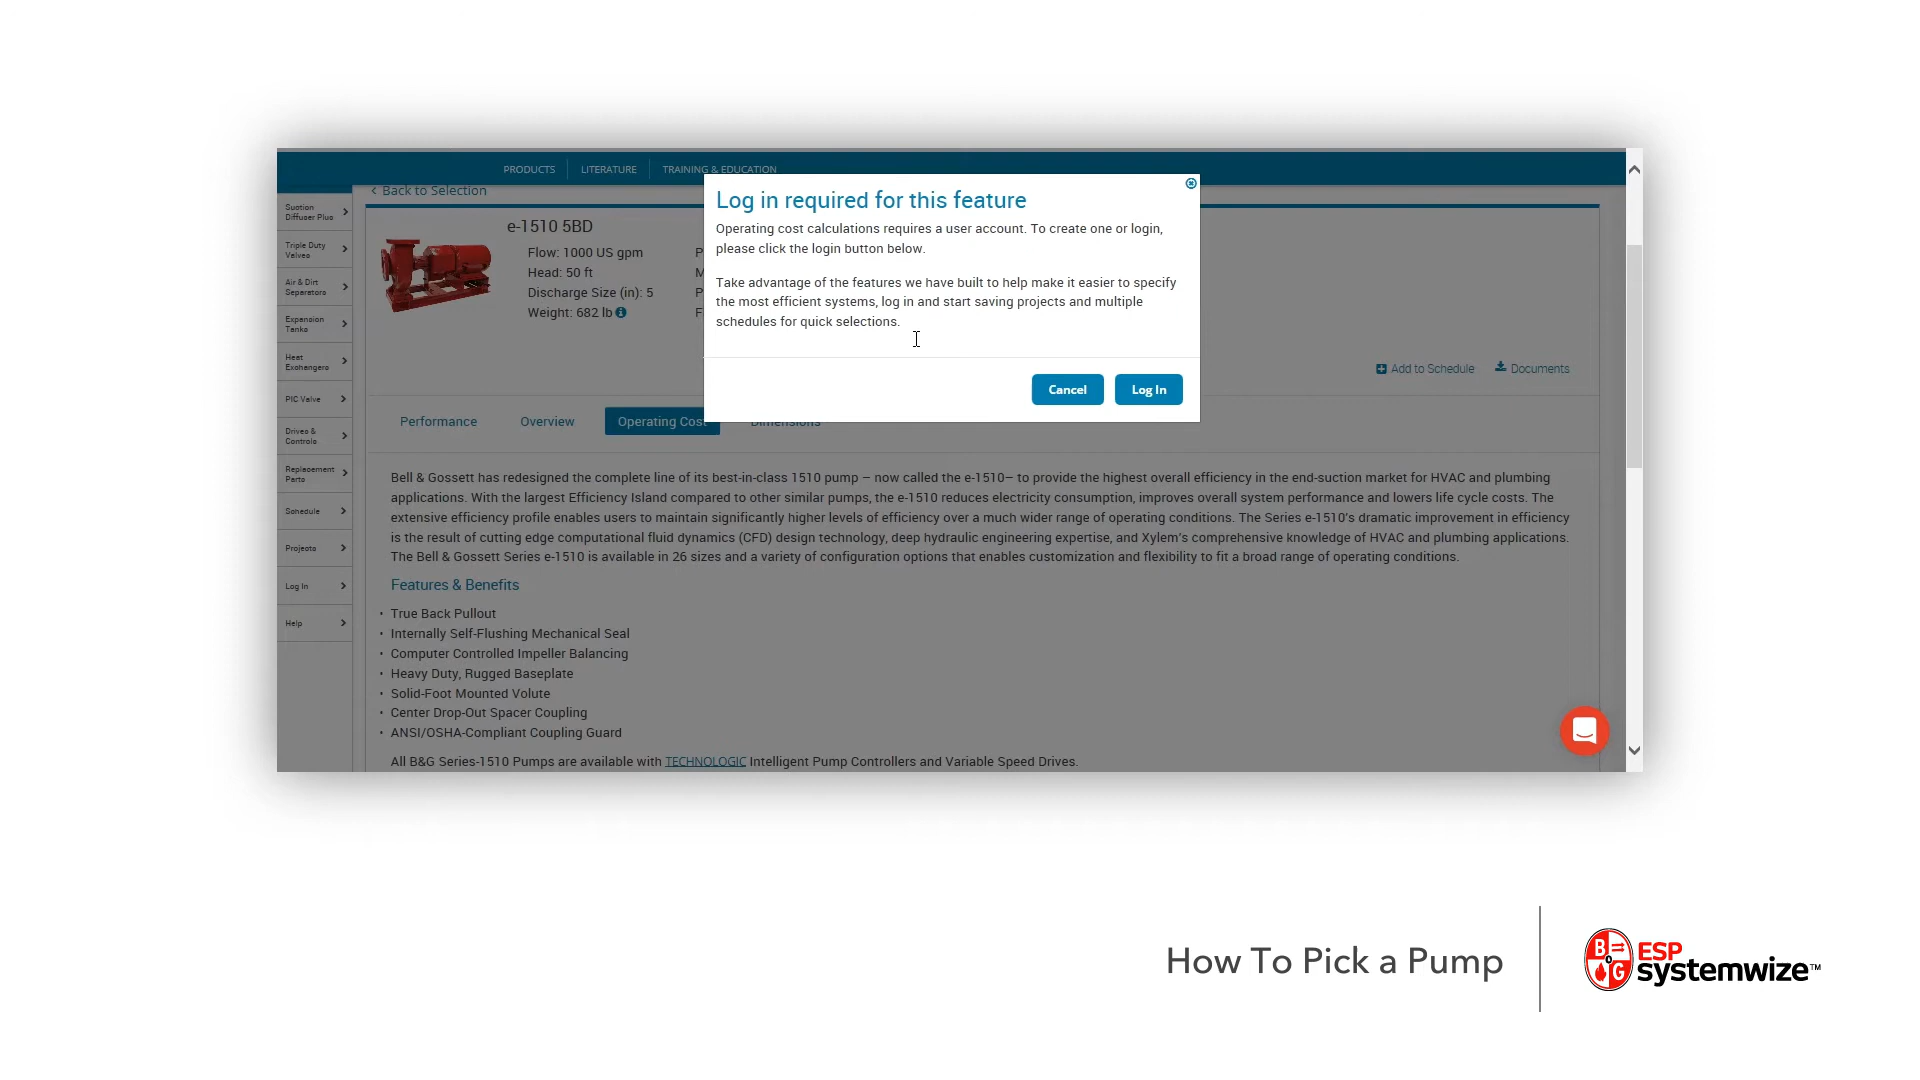 PRODUCTS
LITERATURE
TRAINING & EDUCATION
Back to Selection
Suction
Diffuser Plus
Triple Duty
Valves
Air & Dirt
Separators
Expansion
Tanks
Heat
Exchangers
PIC Valve
Drives &
Controls
Replacement
Parts
Schedule
Projects
Log In
Help
e-1510 5BD
Flow: 1000 US gpm
Head: 50 ft
Discharge Size (in): 5
Weight: 682 lb
P
M
P
F
Log in required for this feature
Operating cost calculations requires a user account. To create one or login,
please click the login button below.
Take advantage of the features we have built to help make it easier to specify
the most efficient systems, log in and start saving projects and multiple
schedules for quick selections.
Cancel
Log In
Add to Schedule
Documents
Performance
Overview
Operating Cost
Dimensions
Bell & Gossett has redesigned the complete line of its best-in-class 1510 pump – now called the e-1510– to provide the highest overall efficiency in the end-suction market for HVAC and plumbing
applications. With the largest Efficiency Island compared to other similar pumps, the e-1510 reduces electricity consumption, improves overall system performance and lowers life cycle costs. The
extensive efficiency profile enables users to maintain significantly higher levels of efficiency over a much wider range of operating conditions. The Series e-1510's dramatic improvement in efficiency
is the result of cutting edge computational fluid dynamics (CFD) design technology, deep hydraulic engineering expertise, and Xylem's comprehensive knowledge of HVAC and plumbing applications.
The Bell & Gossett Series e-1510 is available in 26 sizes and a variety of configuration options that enables customization and flexibility to fit a broad range of operating conditions.
Features & Benefits
• True Back Pullout
• Internally Self-Flushing Mechanical Seal
• Computer Controlled Impeller Balancing
• Heavy Duty, Rugged Baseplate
• Solid-Foot Mounted Volute
• Center Drop-Out Spacer Coupling
• ANSI/OSHA-Compliant Coupling Guard
All B&G Series-1510 Pumps are available with TECHNOLOGIC Intelligent Pump Controllers and Variable Speed Drives.
How To Pick a Pump
B G
ESP
systemwize™